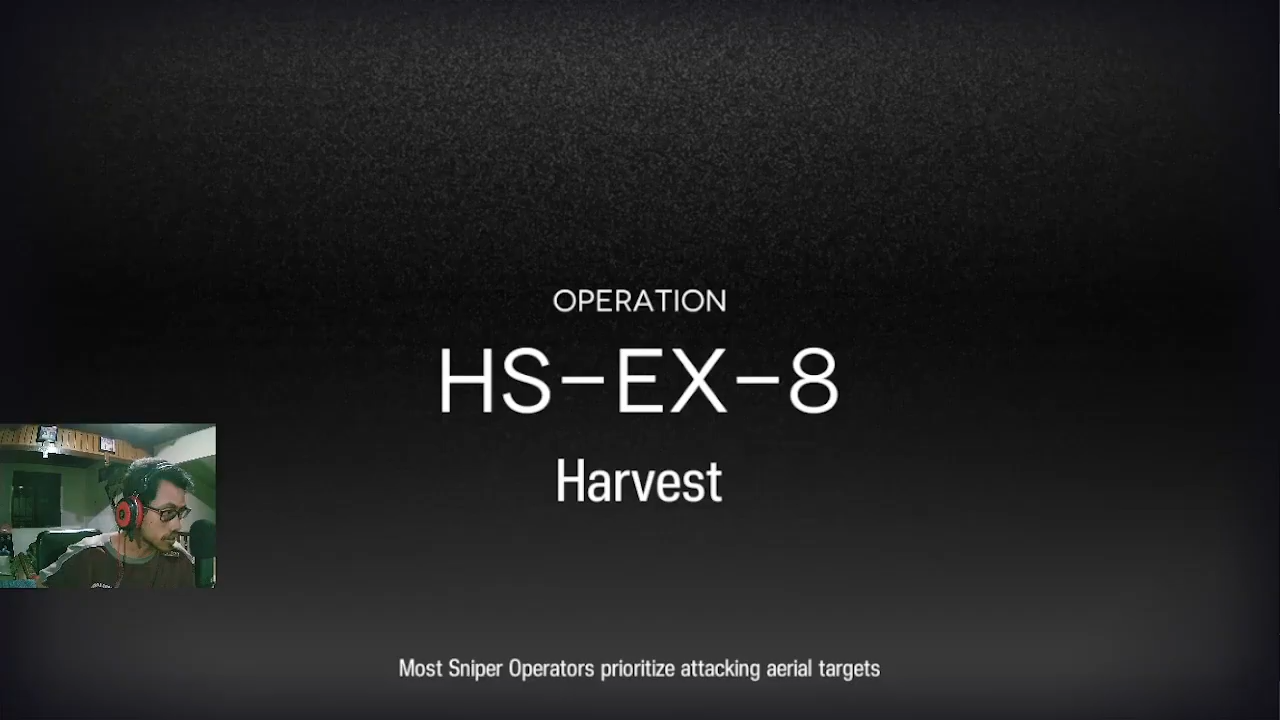 OPERATION
HS-EX-8
Harvest
Most Sniper Operators prioritize attacking aerial targets